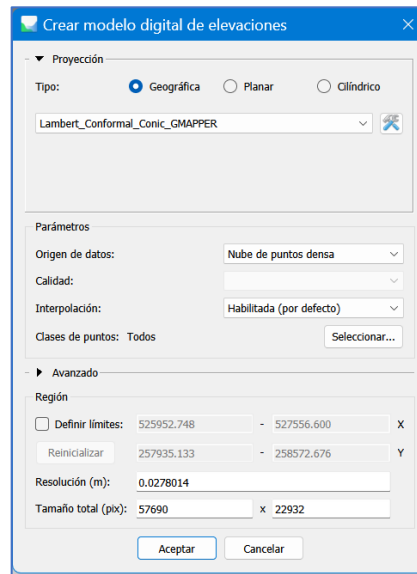 Crear modelo digital de elevaciones
Proyección
Tipo: Geográfica Planar Cilíndrico
Lambert_Conformal_Conic_GMAPPER
Parámetros
Origen de datos: Nube de puntos densa
Calidad:
Interpolación: Habilitada (por defecto)
Clases de puntos: Todos Seleccionar...
Avanzado
Región
Definir límites: 525952.748 - 527556.600 X
Reinicializar 257935.133 - 258572.676 Y
Resolución (m): 0.0278014
Tamaño total (pix): 57690 x 22932
Aceptar Cancelar